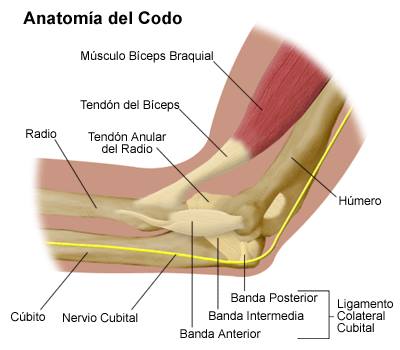 Anatomía del Codo
Músculo Bíceps Braquial
Tendón del Bíceps
Radio
Tendón Anular
del Radio
Húmero
Cúbito
Nervio Cubital
Banda Anterior
Banda Intermedia
Banda Posterior
Ligamento
Colateral
Cubital